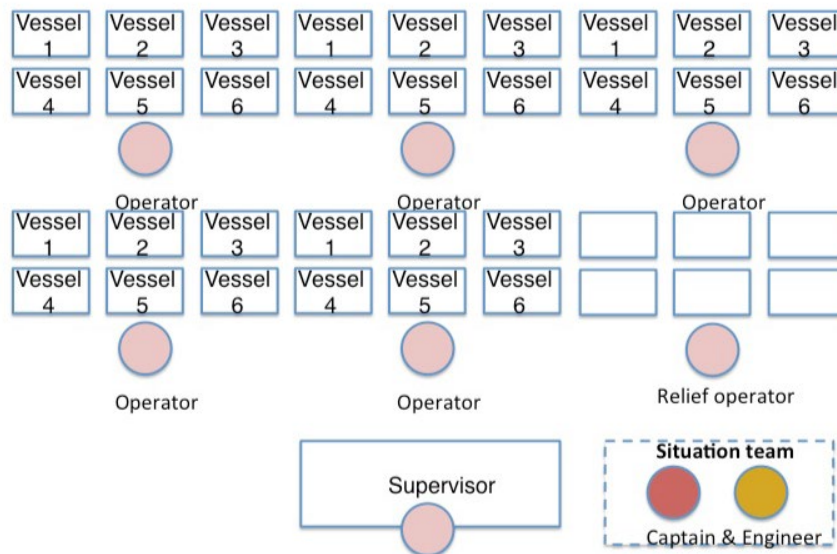 Vessel 1 Vessel 2 Vessel 3 Vessel 1 Vessel 2 Vessel 3 Vessel 1 Vessel 2 Vessel 3
Vessel 4 Vessel 5 Vessel 6 Vessel 4 Vessel 5 Vessel 6 Vessel 4 Vessel 5 Vessel 6
Operator Operator Operator
Vessel 1 Vessel 2 Vessel 3 Vessel 1 Vessel 2 Vessel 3
Vessel 4 Vessel 5 Vessel 6 Vessel 4 Vessel 5 Vessel 6
Operator Operator Relief operator
Situation team
Supervisor
Captain & Engineer